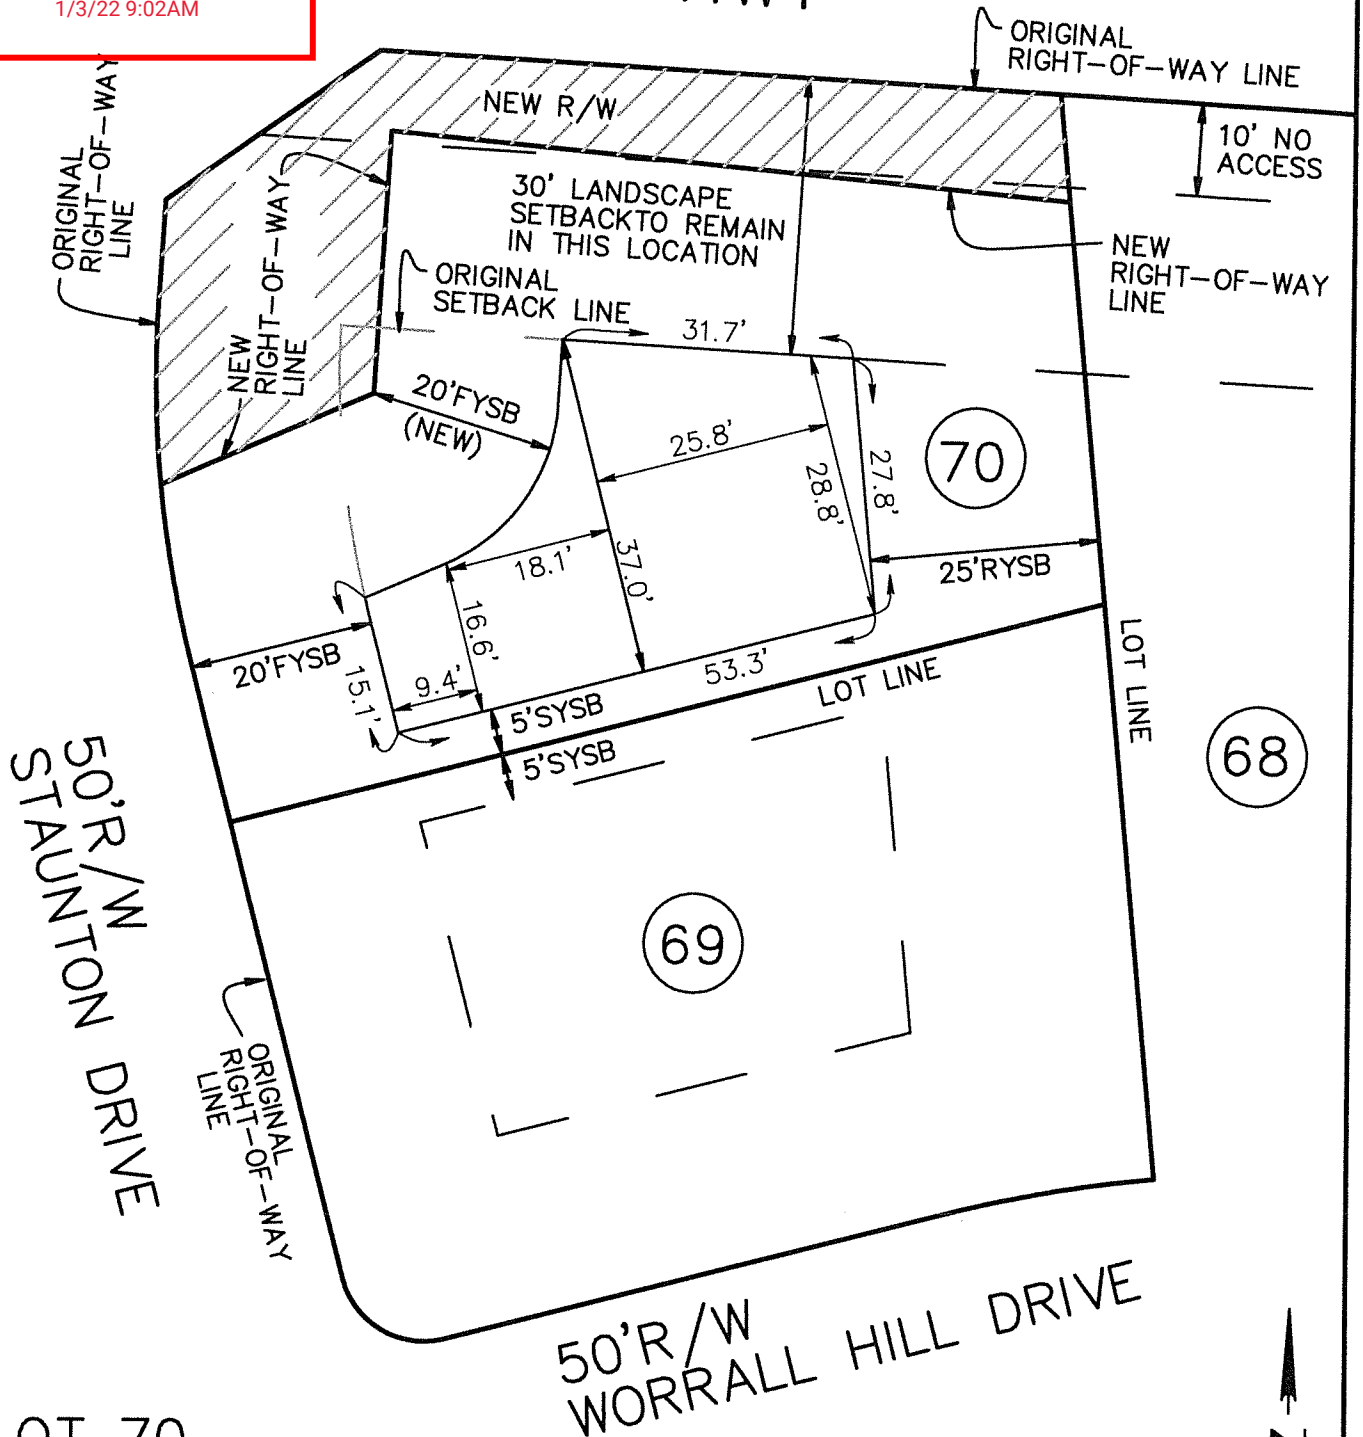 1/3/22 9:02AM
ORIGINAL
RIGHT-OF-WAY LINE
NEW R/W
10' NO
ACCESS
ORIGINAL
RIGHT-OF-WAY
LINE
NEW
RIGHT-OF-WAY
LINE
30' LANDSCAPE
SETBACKTO REMAIN
IN THIS LOCATION
NEW
RIGHT-OF-WAY
LINE
ORIGINAL
SETBACK LINE
31.7'
20'FYSB
(NEW)
25.8'
28.8'
27.8'
70
18.1'
37.0'
25'RYSB
16.6'
20'FYSB
15.1'
9.4'
53.3'
5'SYSB
5'SYSB
LOT LINE
LOT LINE
68
50'R/W
STAUNTON DRIVE
69
ORIGINAL
RIGHT-OF-WAY
LINE
50'R/W
WORRALL HILL DRIVE
70